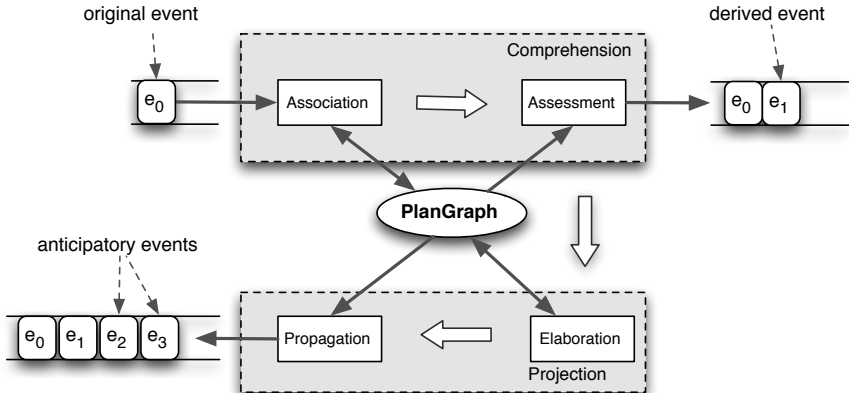 original event
derived event
Comprehension
e0
Association
Assessment
e0 e1
PlanGraph
anticipatory events
e0 e1 e2 e3
Propagation
Elaboration
Projection